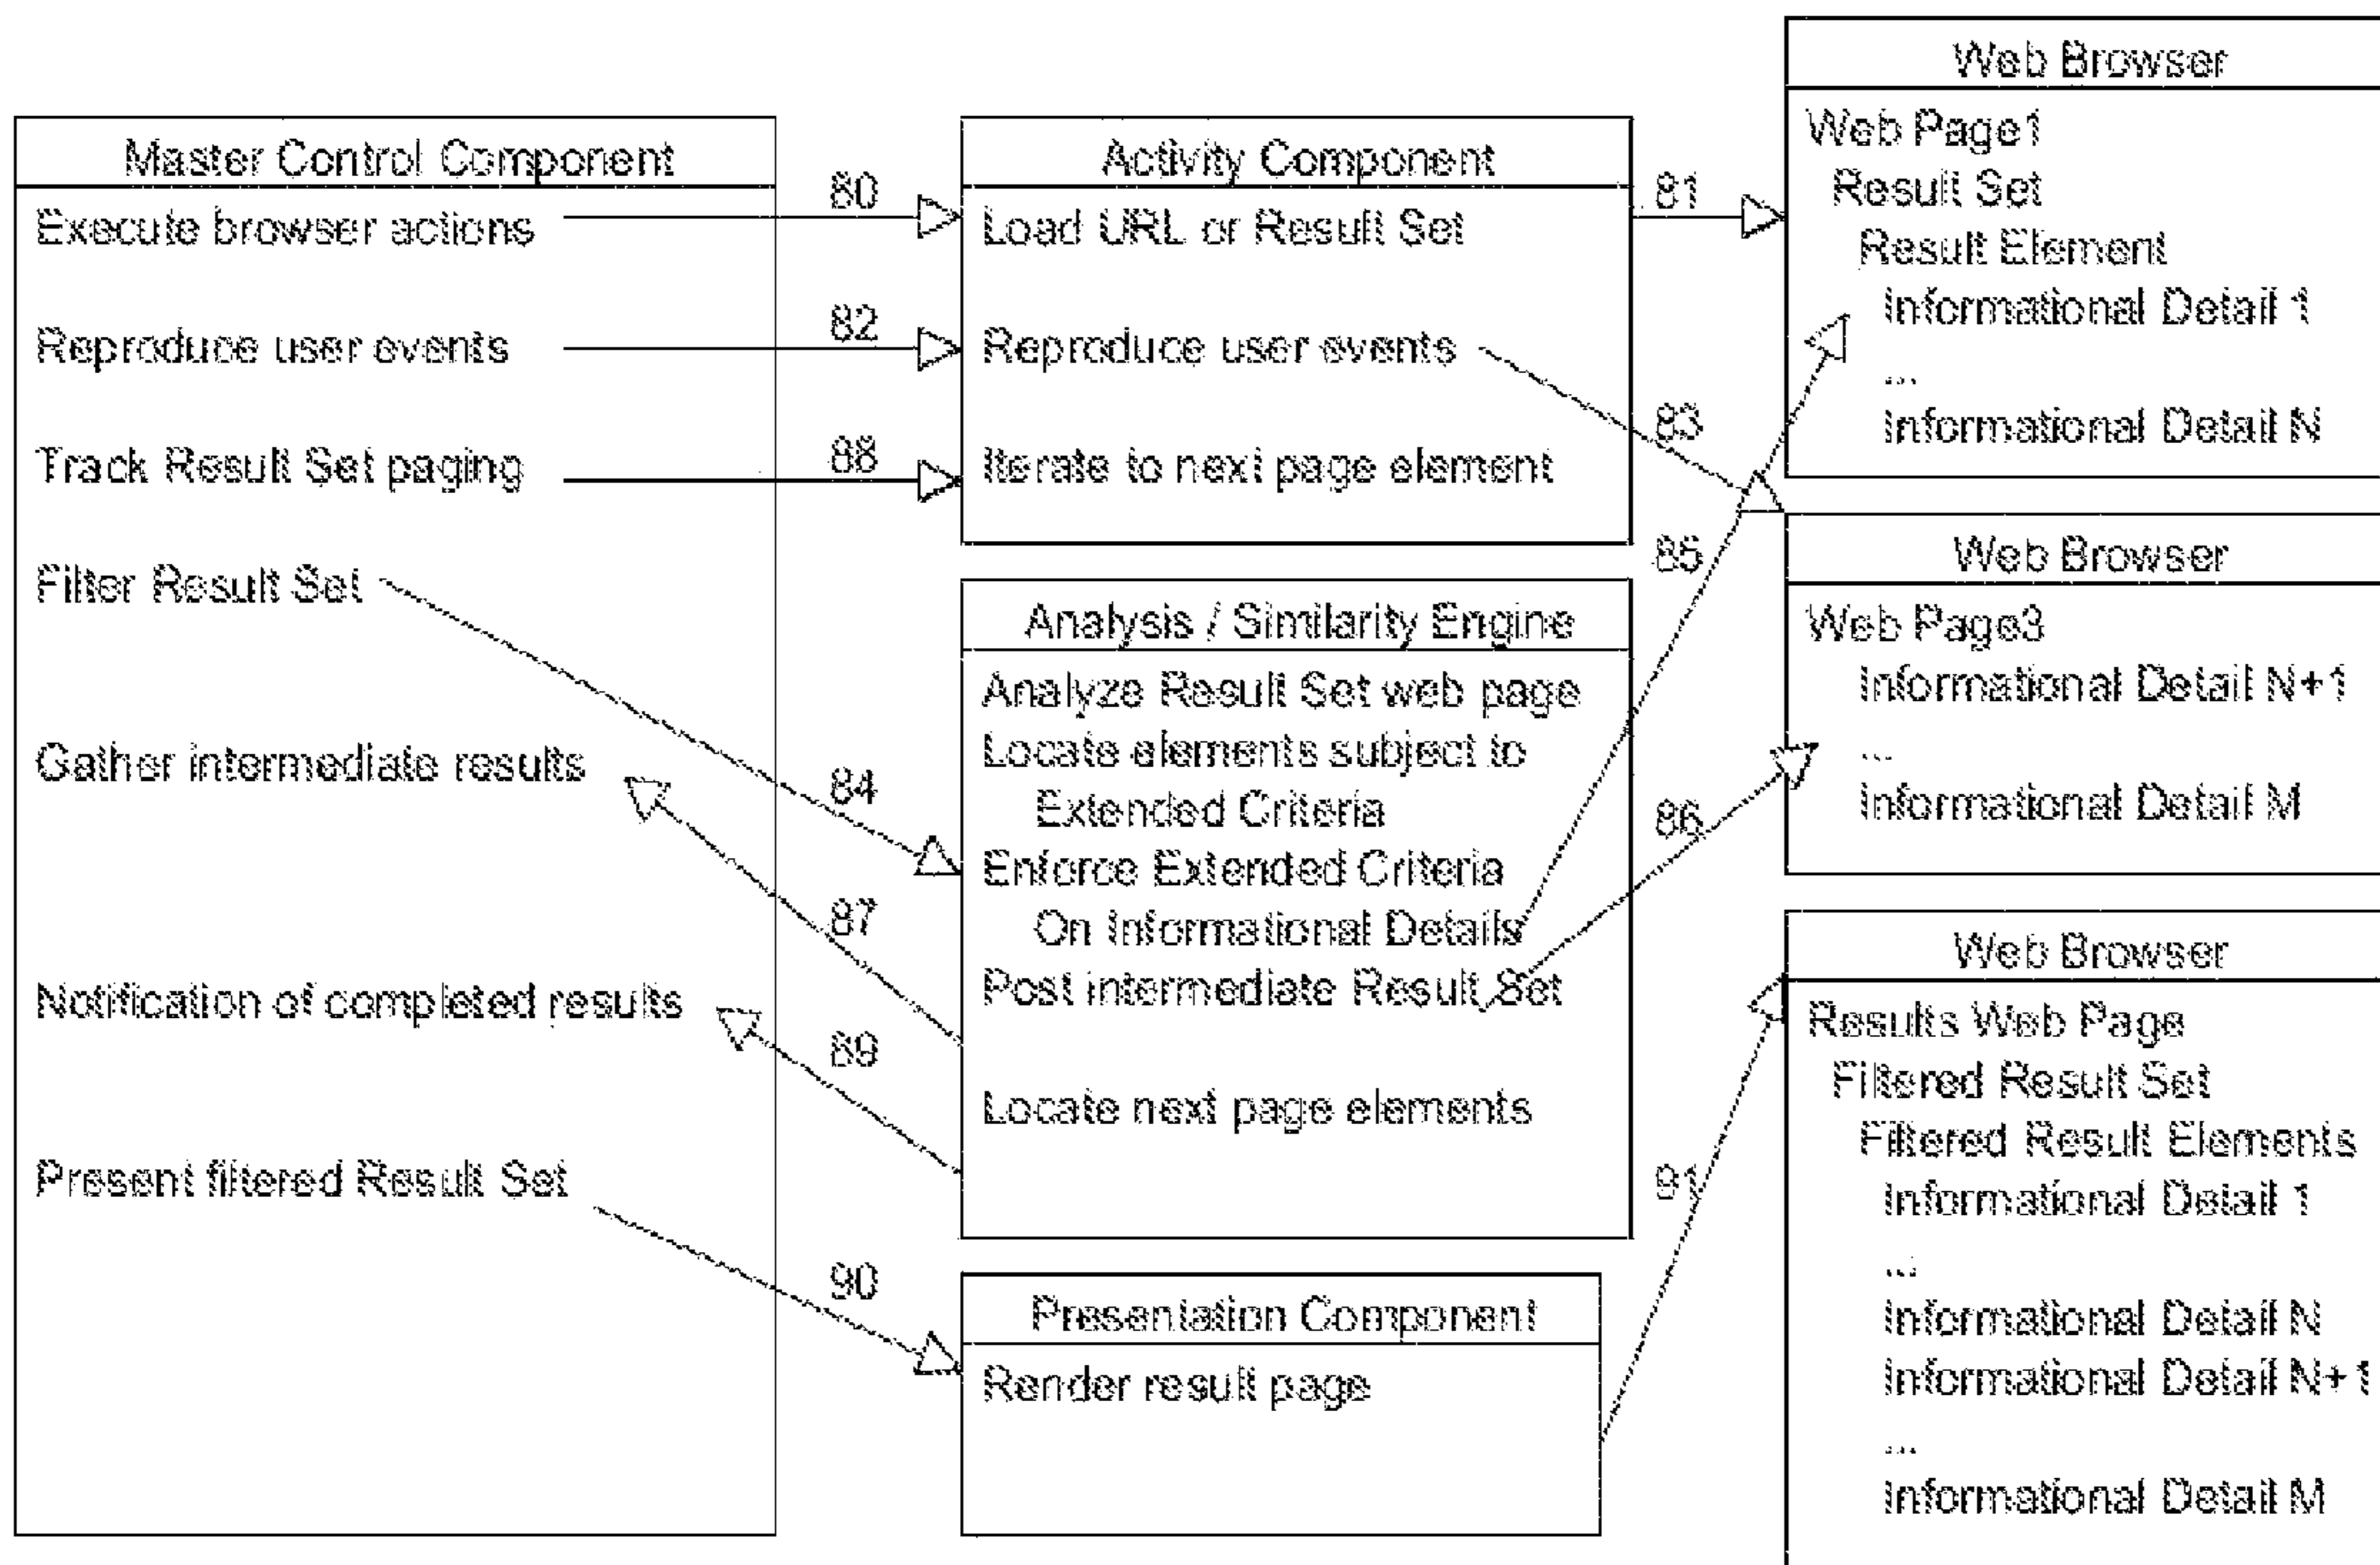 Master Control Component
Execute browser actions
Reproduce user events
Track Result Set paging
Filter Result Set
Gather intermediate results
Notification of completed results
Present filtered Result Set
80
82
88
84
87
89
90
Activity Component
Load URL or Result Set
Reproduce user events
Iterate to next page element
Analysis / Similarity Engine
Analyze Result Set web page
Locate elements subject to
Extended Criteria
Enforce Extended Criteria
On Informational Details
Post intermediate Result Set
Locate next page elements
Presentation Component
Render result page
81
83
85
86
91
Web Browser
Web Page1
Result Set
Result Element
Informational Detail 1
...
Informational Detail N
Web Browser
Web Page3
Informational Detail N+1
...
Informational Detail M
Web Browser
Results Web Page
Filtered Result Set
Filtered Result Elements
Informational Detail 1
...
Informational Detail N
Informational Detail N+1
...
Informational Detail M